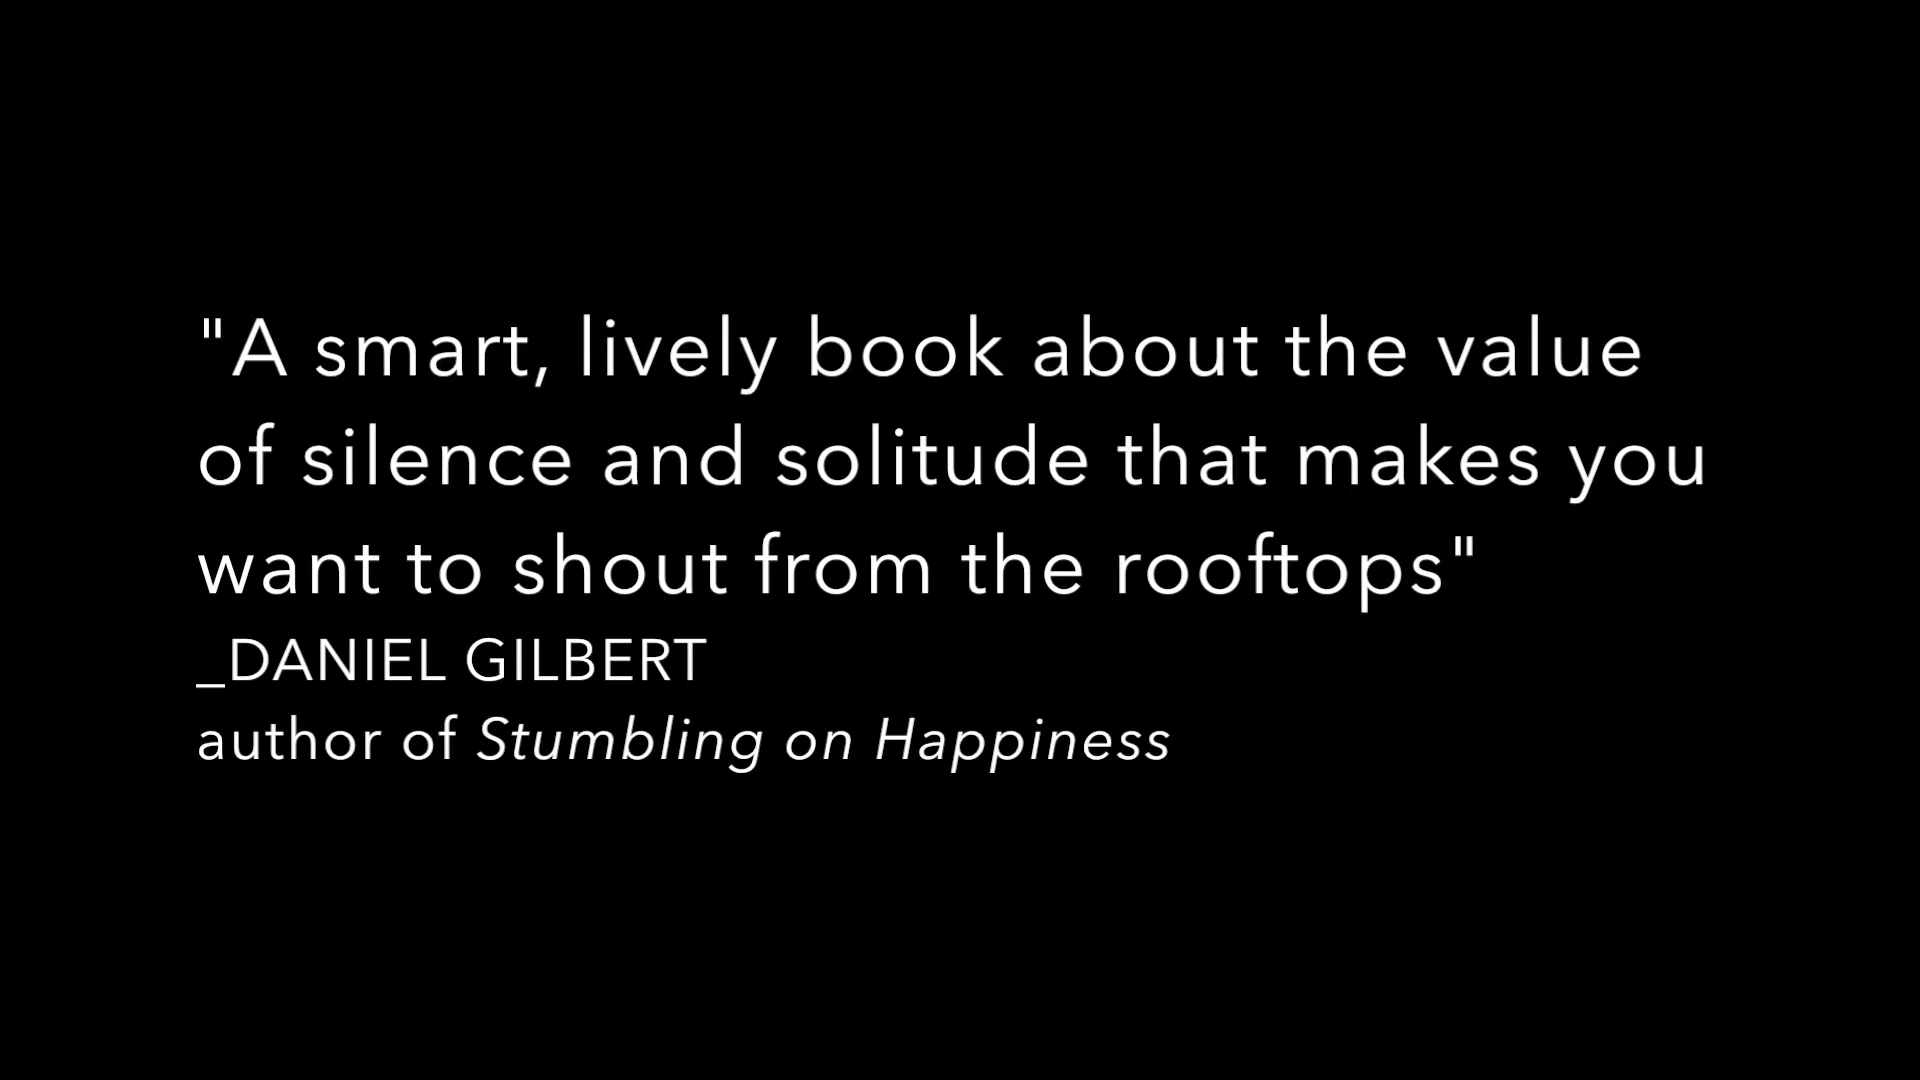 "A smart, lively book about the value
of silence and solitude that makes you
want to shout from the rooftops"
_DANIEL GILBERT
author of Stumbling on Happiness